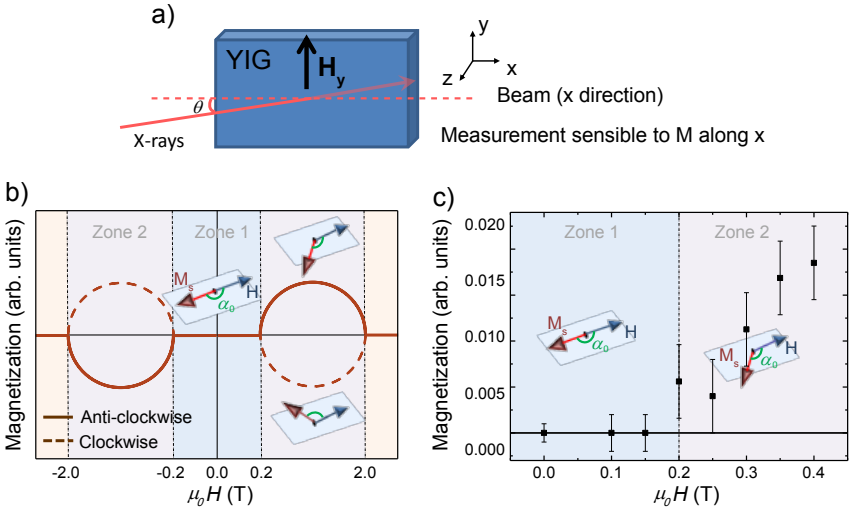 a)
YIG
H_y
y
x
z
θ
X-rays
Beam (x direction)
Measurement sensible to M along x
b)
Magnetization (arb. units)
Zone 2
Zone 1
M_s
H
α_0
Anti-clockwise
Clockwise
-2.0
-0.2
0.0
0.2
2.0
μ_0H (T)
c)
Magnetization (arb. units)
0.020
0.015
0.010
0.005
0.000
Zone 1
Zone 2
M_s
H
α_0
M_s
H
α_0
0.0
0.1
0.2
0.3
0.4
μ_0H (T)